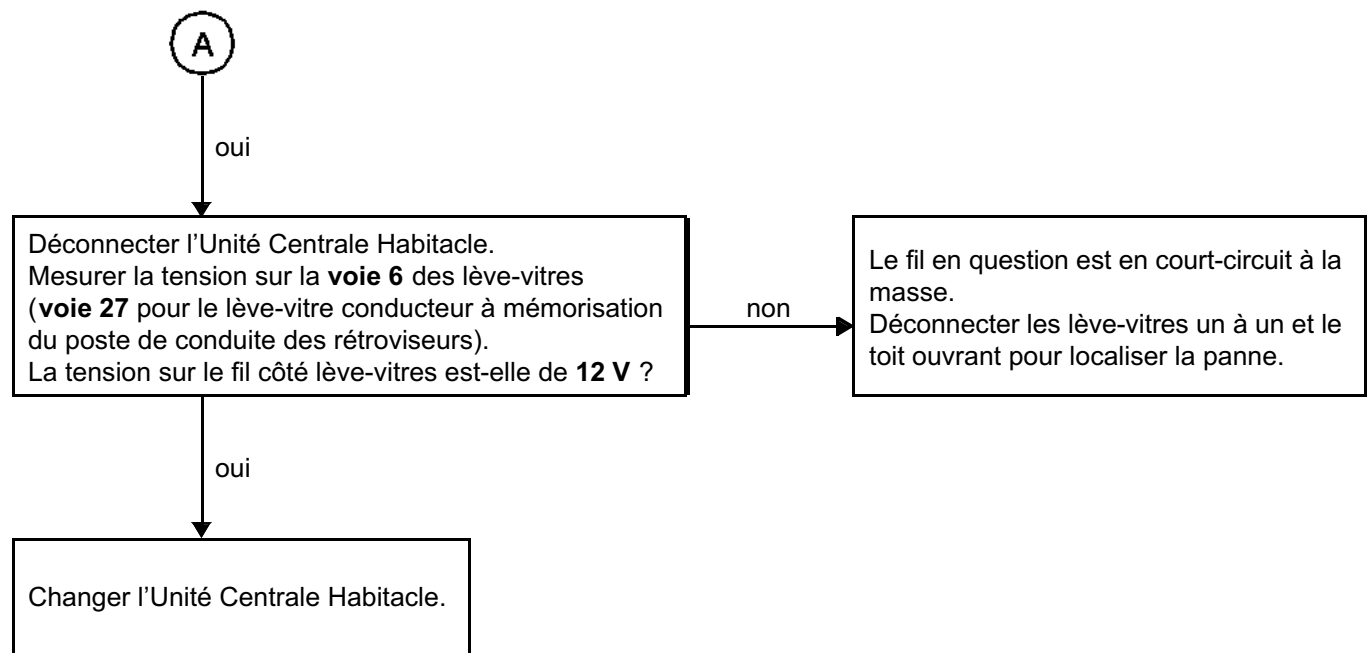 A
oui
Déconnecter l’Unité Centrale Habitacle.
Mesurer la tension sur la voie 6 des lève-vitres
(voie 27 pour le lève-vitre conducteur à mémorisation
du poste de conduite des rétroviseurs).
La tension sur le fil côté lève-vitres est-elle de 12 V ?
non
Le fil en question est en court-circuit à la
masse.
Déconnecter les lève-vitres un à un et le
toit ouvrant pour localiser la panne.
oui
Changer l’Unité Centrale Habitacle.